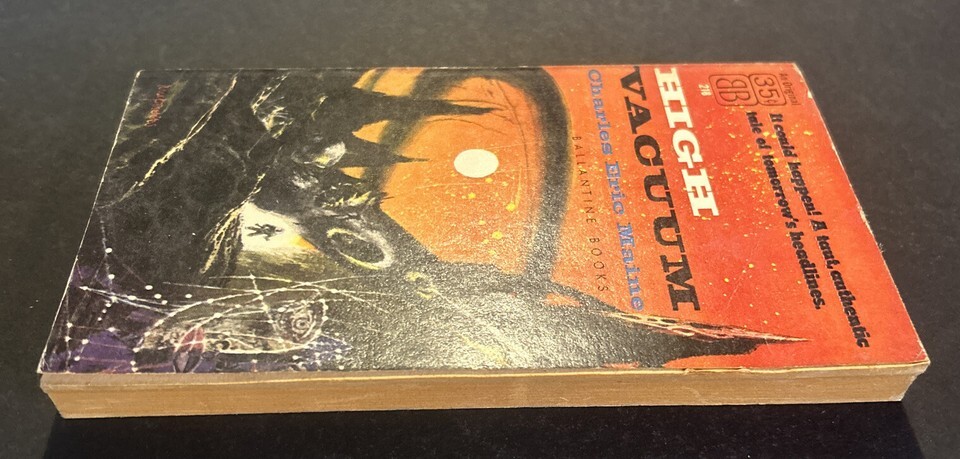 An Original
35¢
BB
It could happen! A taut, authentic
tale of tomorrow's headlines.
219
HIGH
VACUUM
Charles Eric Maine
BALLANTINE BOOKS